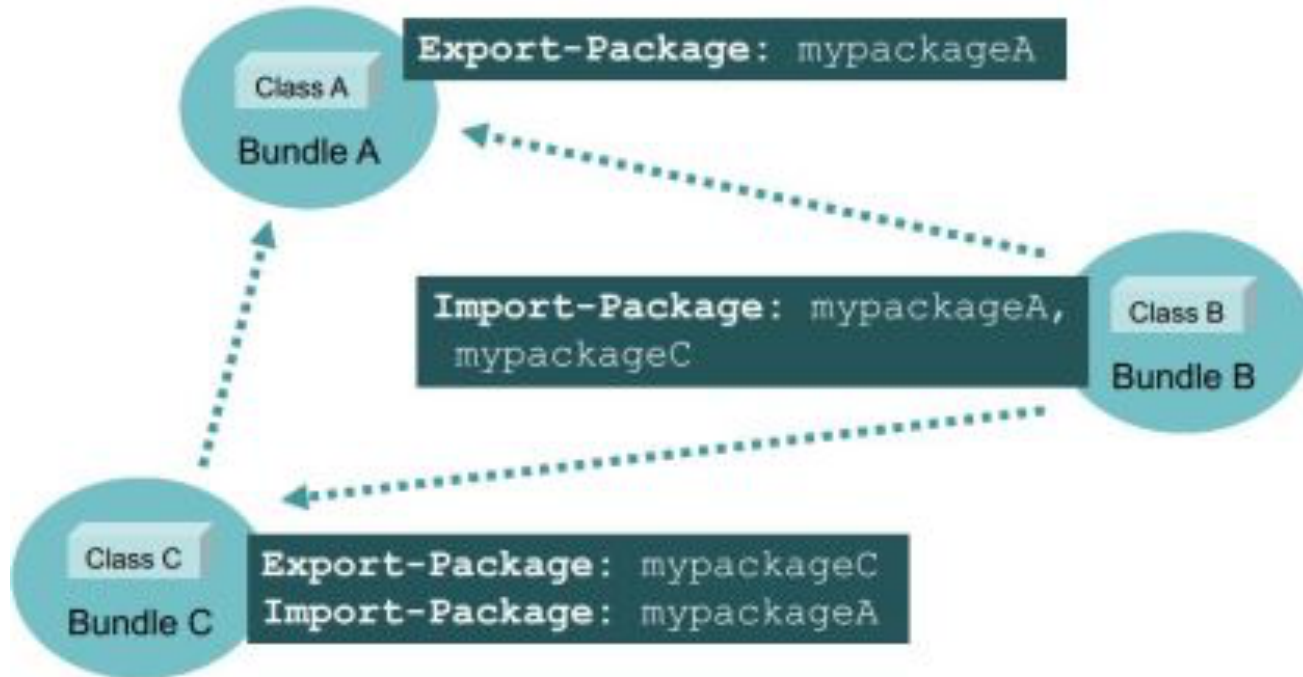 Export-Package: mypackageA
Class A
Bundle A
Import-Package: mypackageA,
mypackageC
Class B
Bundle B
Class C
Bundle C
Export-Package: mypackageC
Import-Package: mypackageA